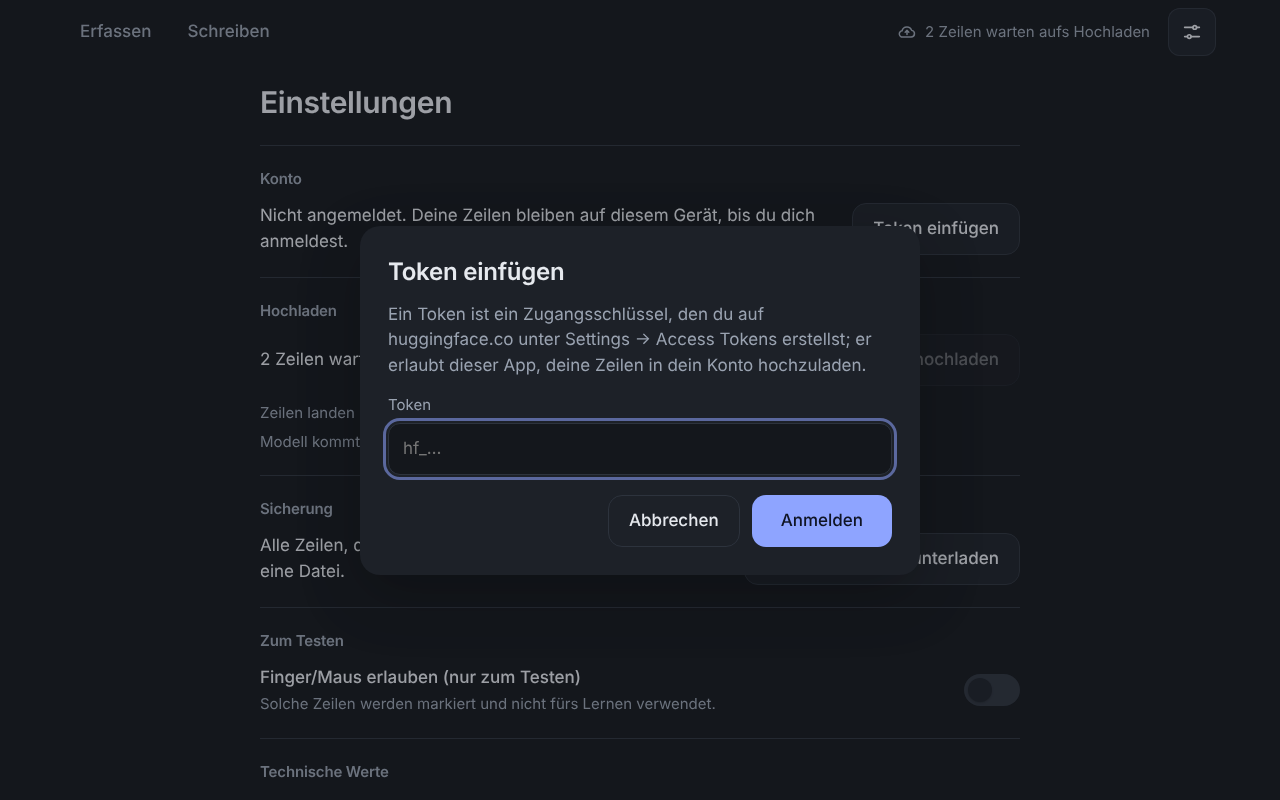 Erfassen
Schreiben
2 Zeilen warten aufs Hochladen
Einstellungen
Konto
Nicht angemeldet. Deine Zeilen bleiben auf diesem Gerät, bis du dich
anmeldest.
Token einfügen
Token einfügen
Ein Token ist ein Zugangsschlüssel, den du auf
huggingface.co unter Settings → Access Tokens erstellst; er
erlaubt dieser App, deine Zeilen in dein Konto hochzuladen.
Token
hf_…
Abbrechen
Anmelden
Hochladen
2 Zeilen
hochladen
Zeilen landen
Modell kommt
Sicherung
Alle Zeilen,
eine Datei.
Zum Testen
Finger/Maus erlauben (nur zum Testen)
Solche Zeilen werden markiert und nicht fürs Lernen verwendet.
Technische Werte